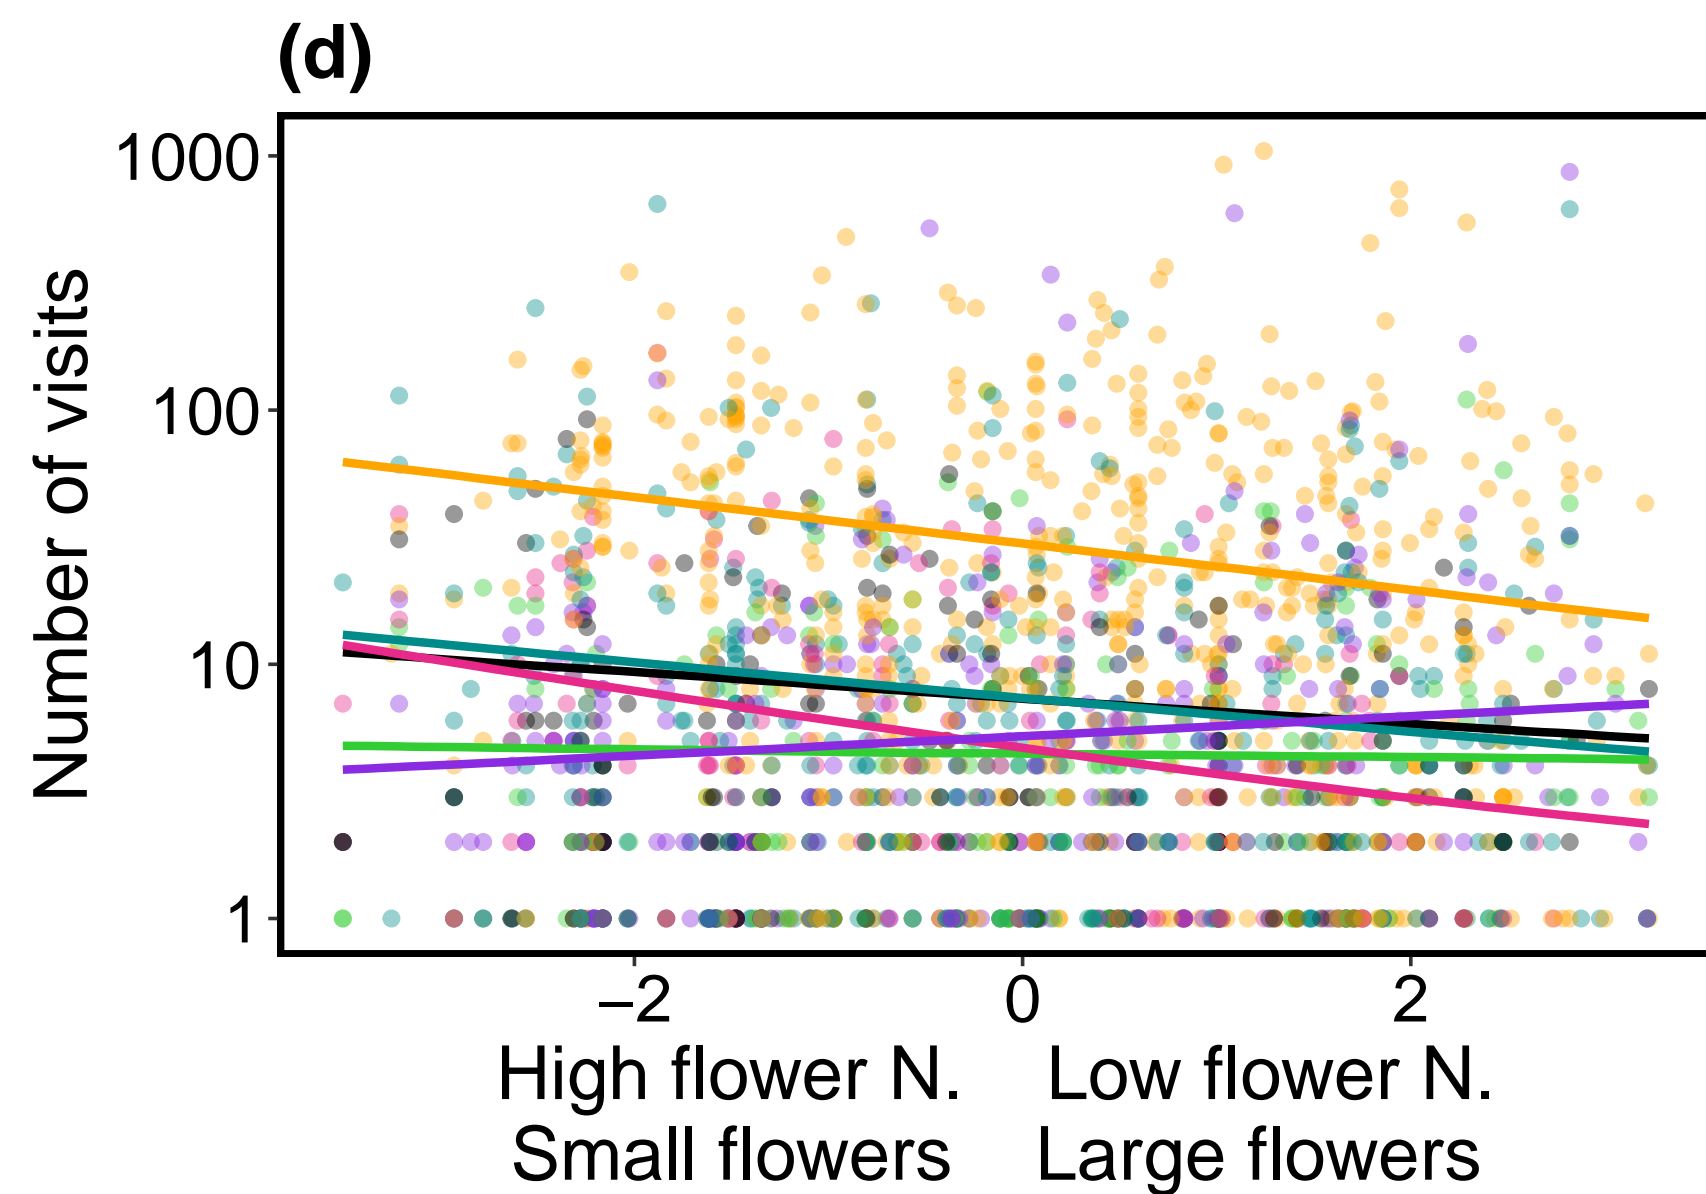 (d)
Number of visits
1000
100
10
1
−2 0 2
High flower N. Low flower N.
Small flowers Large flowers